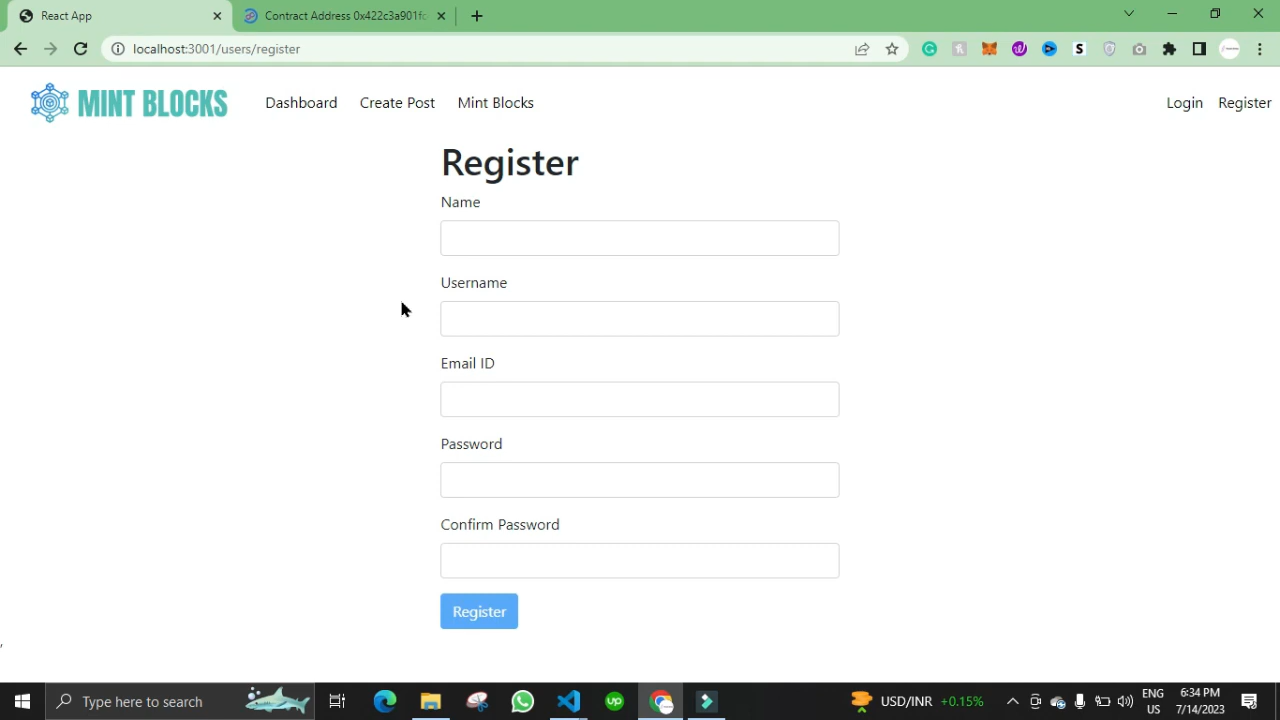 React App
Contract Address 0x422c3a901fc
localhost:3001/users/register
MINT BLOCKS
Dashboard
Create Post
Mint Blocks
Login
Register
Register
Name
Username
Email ID
Password
Confirm Password
Register
,
Type here to search
up
USD/INR +0.15%
ENG
US
6:34 PM
7/14/2023